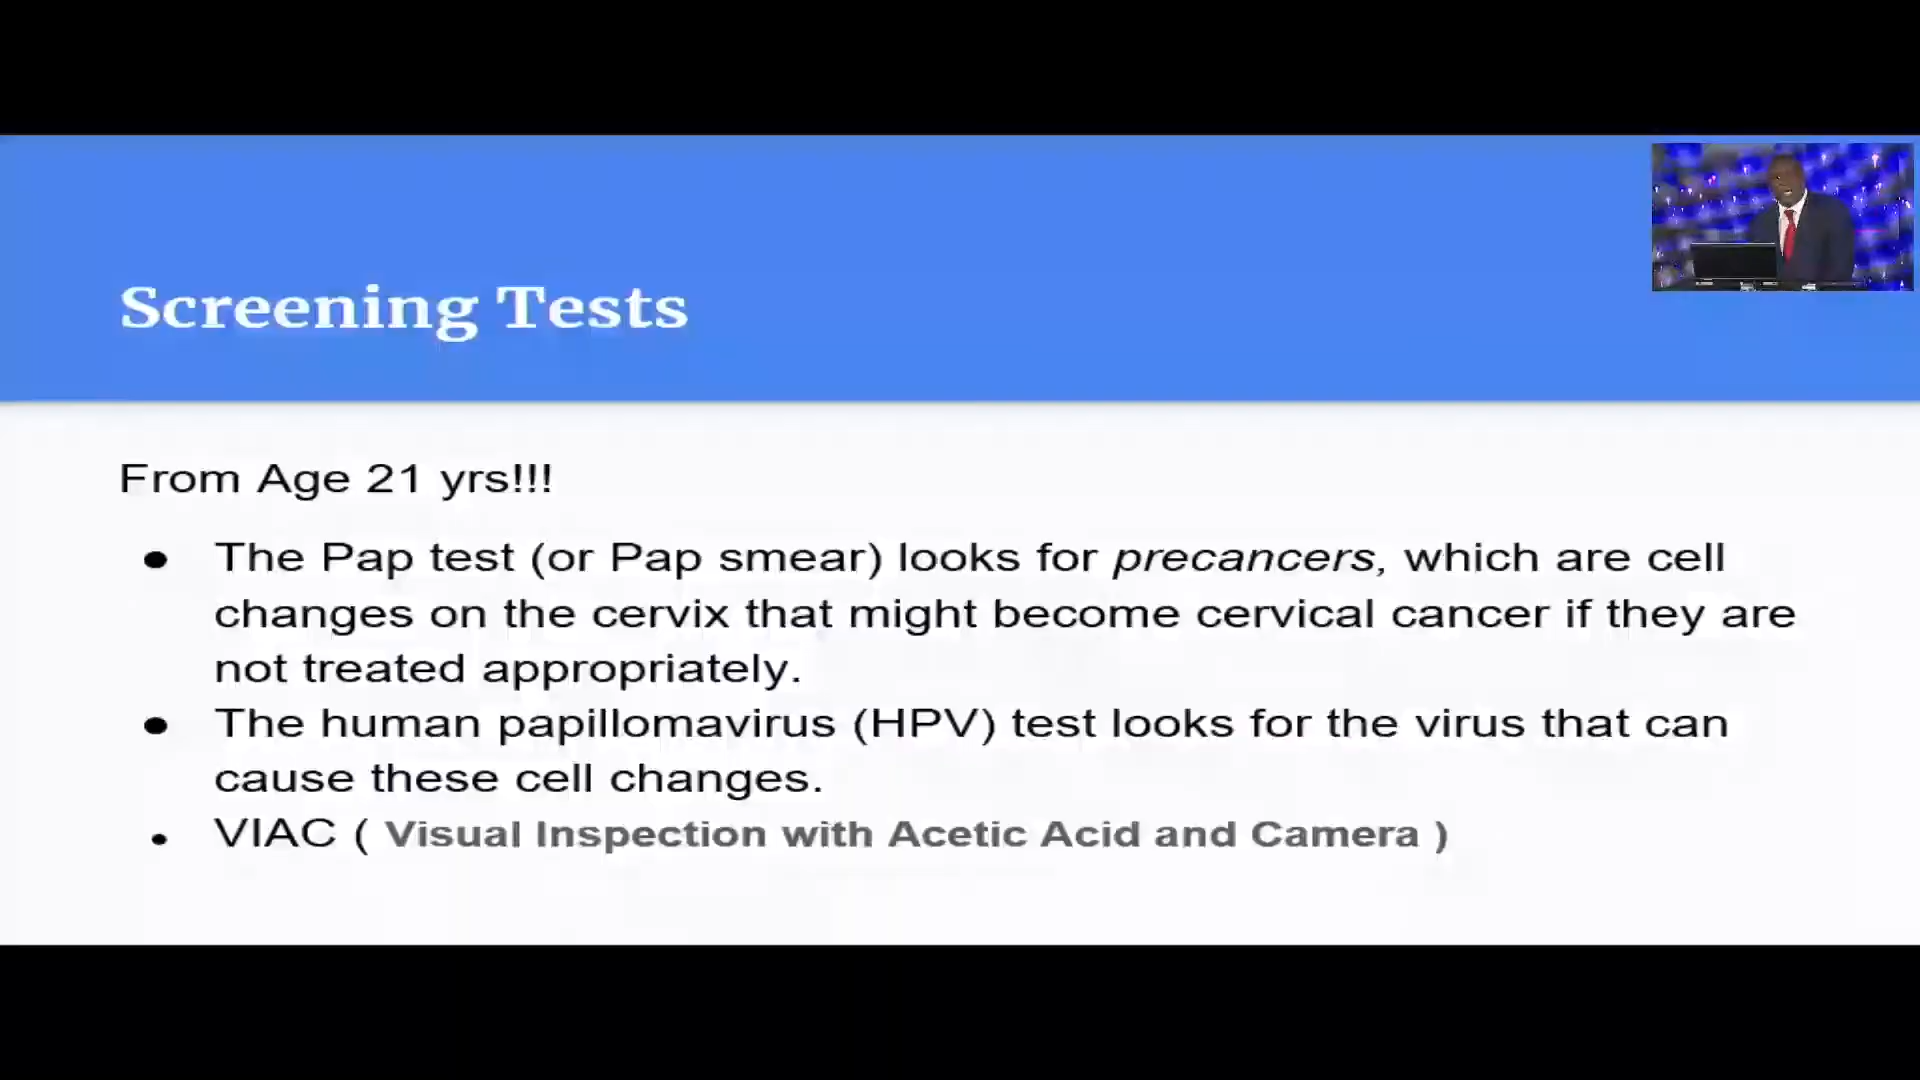 Screening Tests
From Age 21 yrs!!!
● The Pap test (or Pap smear) looks for precancers, which are cell
changes on the cervix that might become cervical cancer if they are
not treated appropriately.
● The human papillomavirus (HPV) test looks for the virus that can
cause these cell changes.
● VIAC ( Visual Inspection with Acetic Acid and Camera )